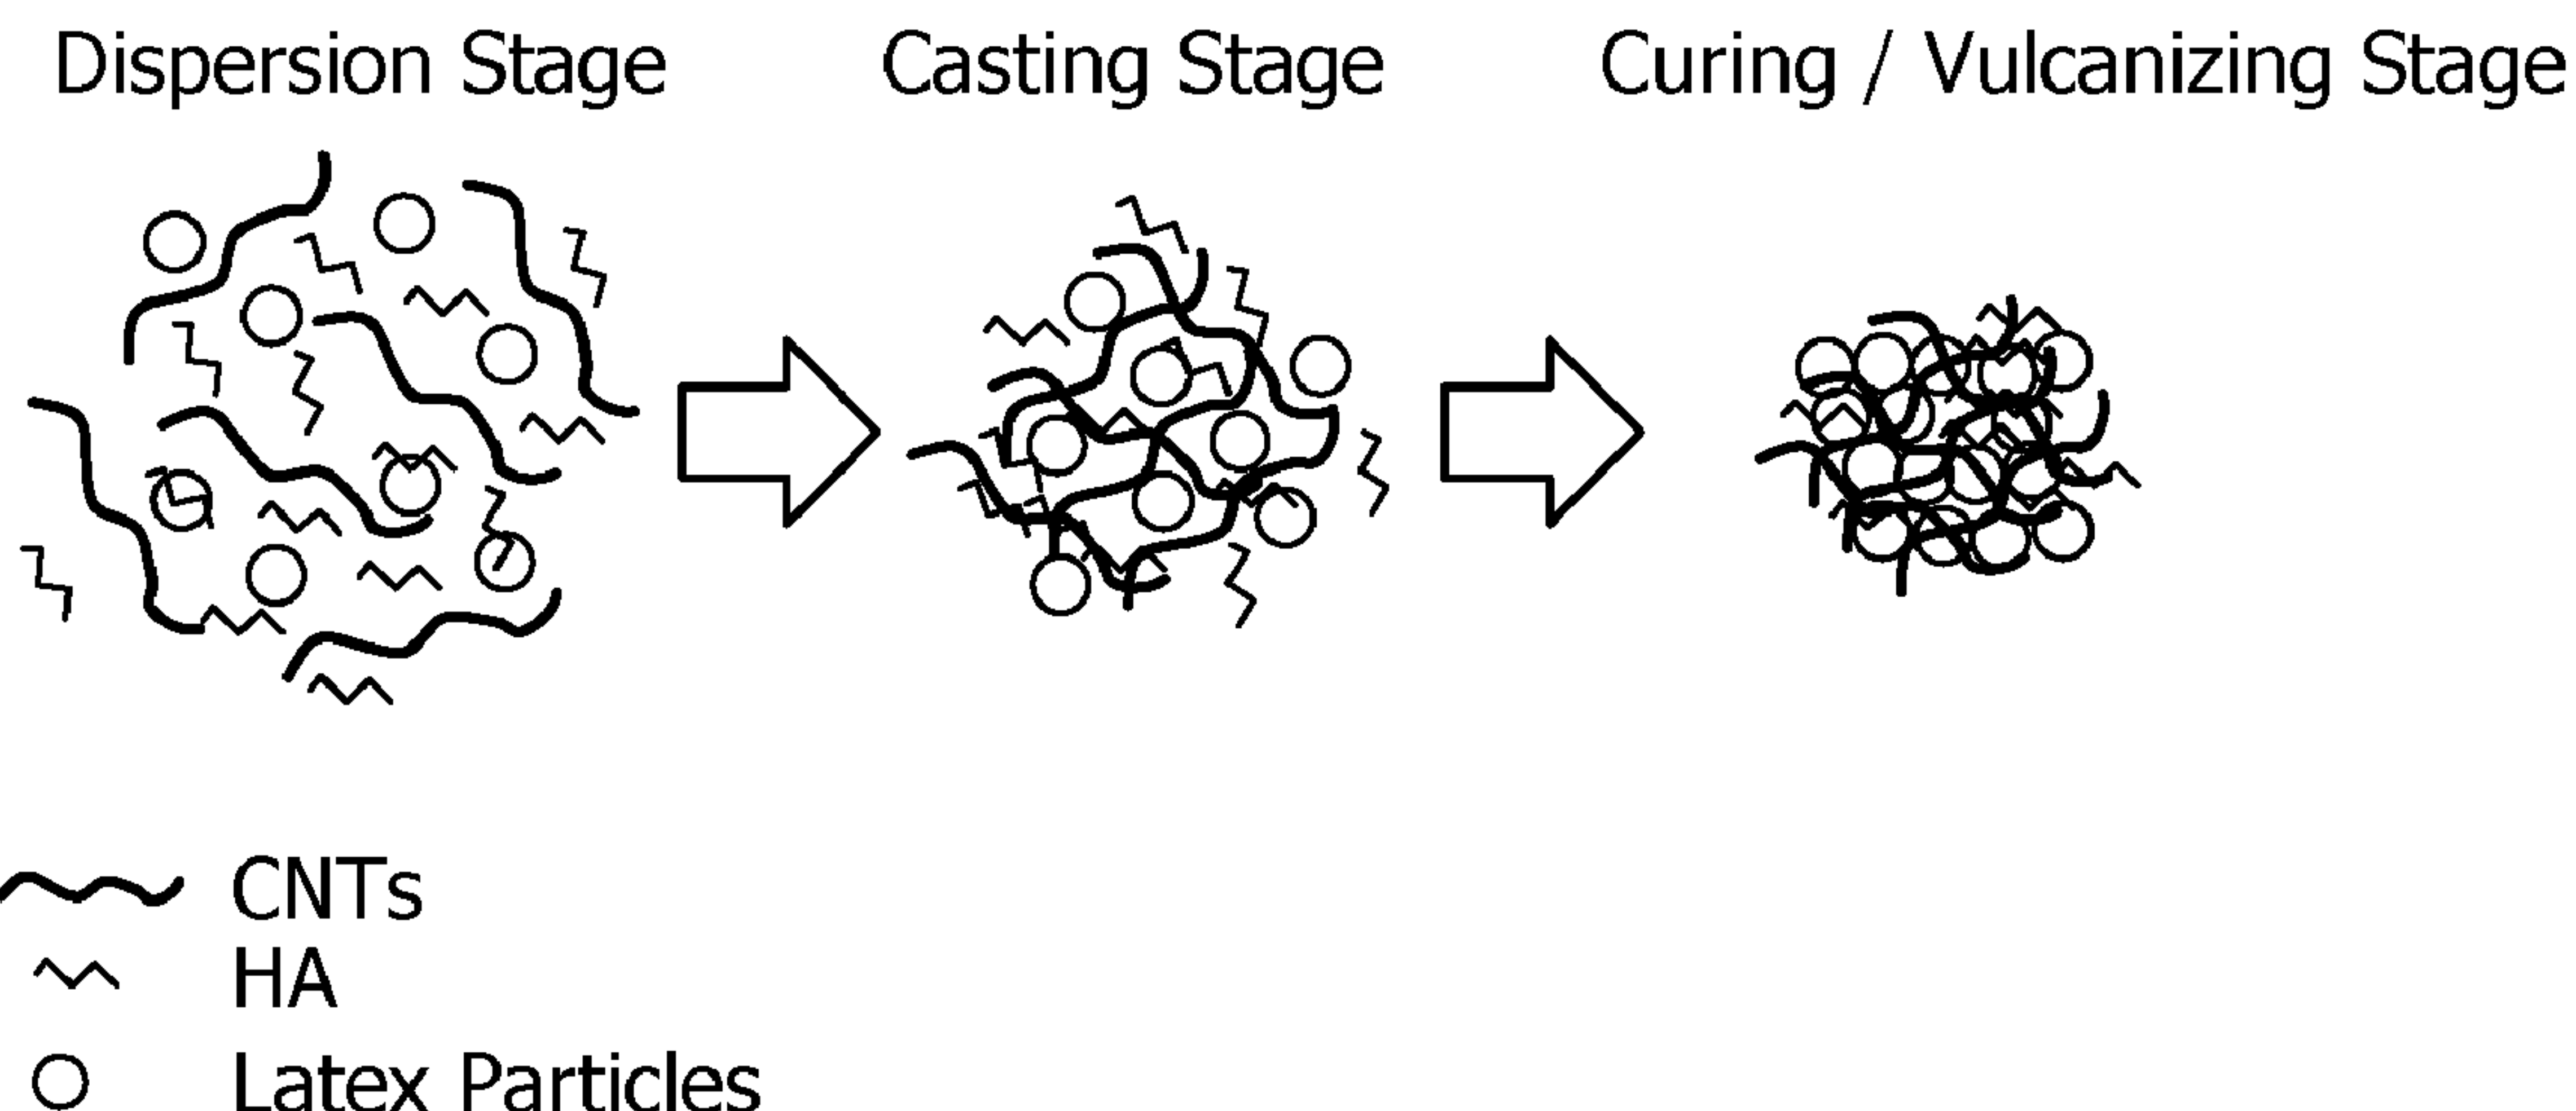 Dispersion Stage
Casting Stage
Curing / Vulcanizing Stage
CNTs
HA
Latex Particles